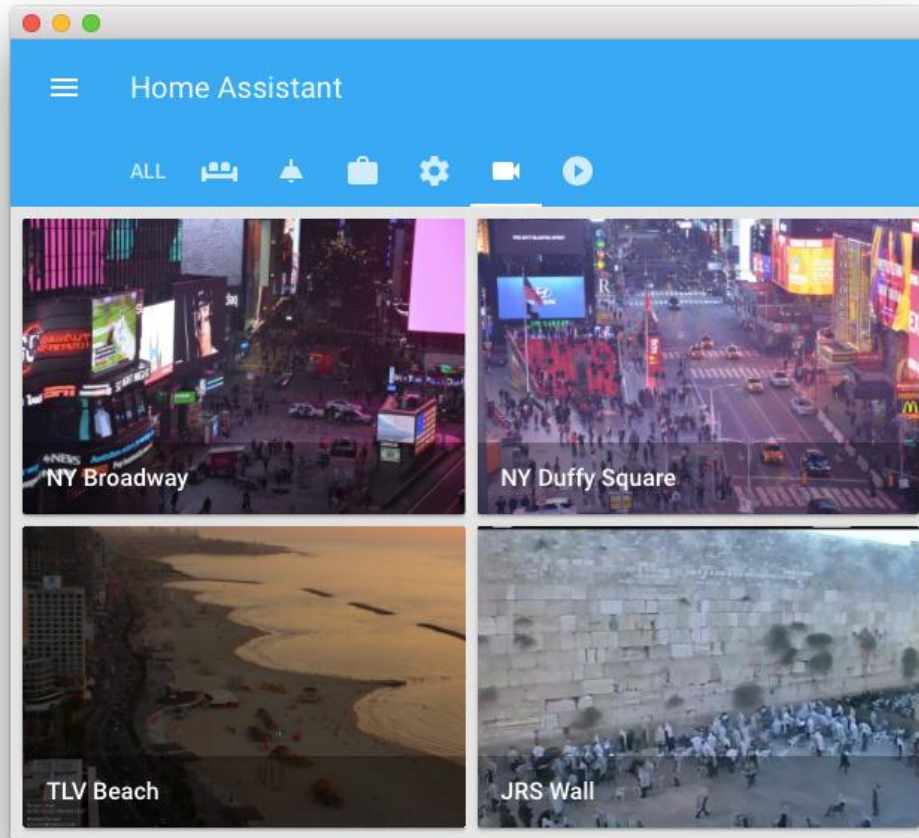 Home Assistant
ALL
NY Broadway
NY Duffy Square
TLV Beach
JRS Wall